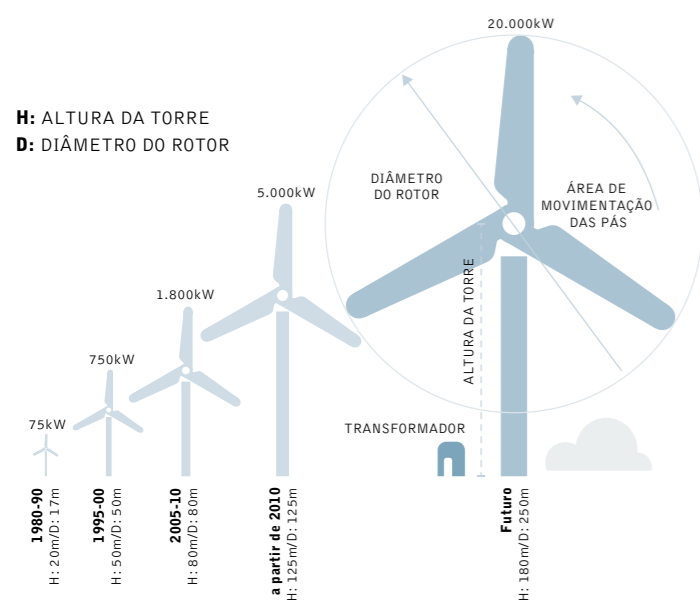 20.000kW
H: ALTURA DA TORRE
D: DIÂMETRO DO ROTOR
DIÂMETRO
DO ROTOR
ÁREA DE
MOVIMENTAÇÃO
DAS PÁS
5.000kW
ALTURA DA TORRE
1.800kW
750kW
75kW
TRANSFORMADOR
1980-90
H: 20m/D: 17m
1995-00
H: 50m/D: 50m
2005-10
H: 80m/D: 80m
a partir de 2010
H: 125m/D: 125m
Futuro
H: 180m/D: 250m